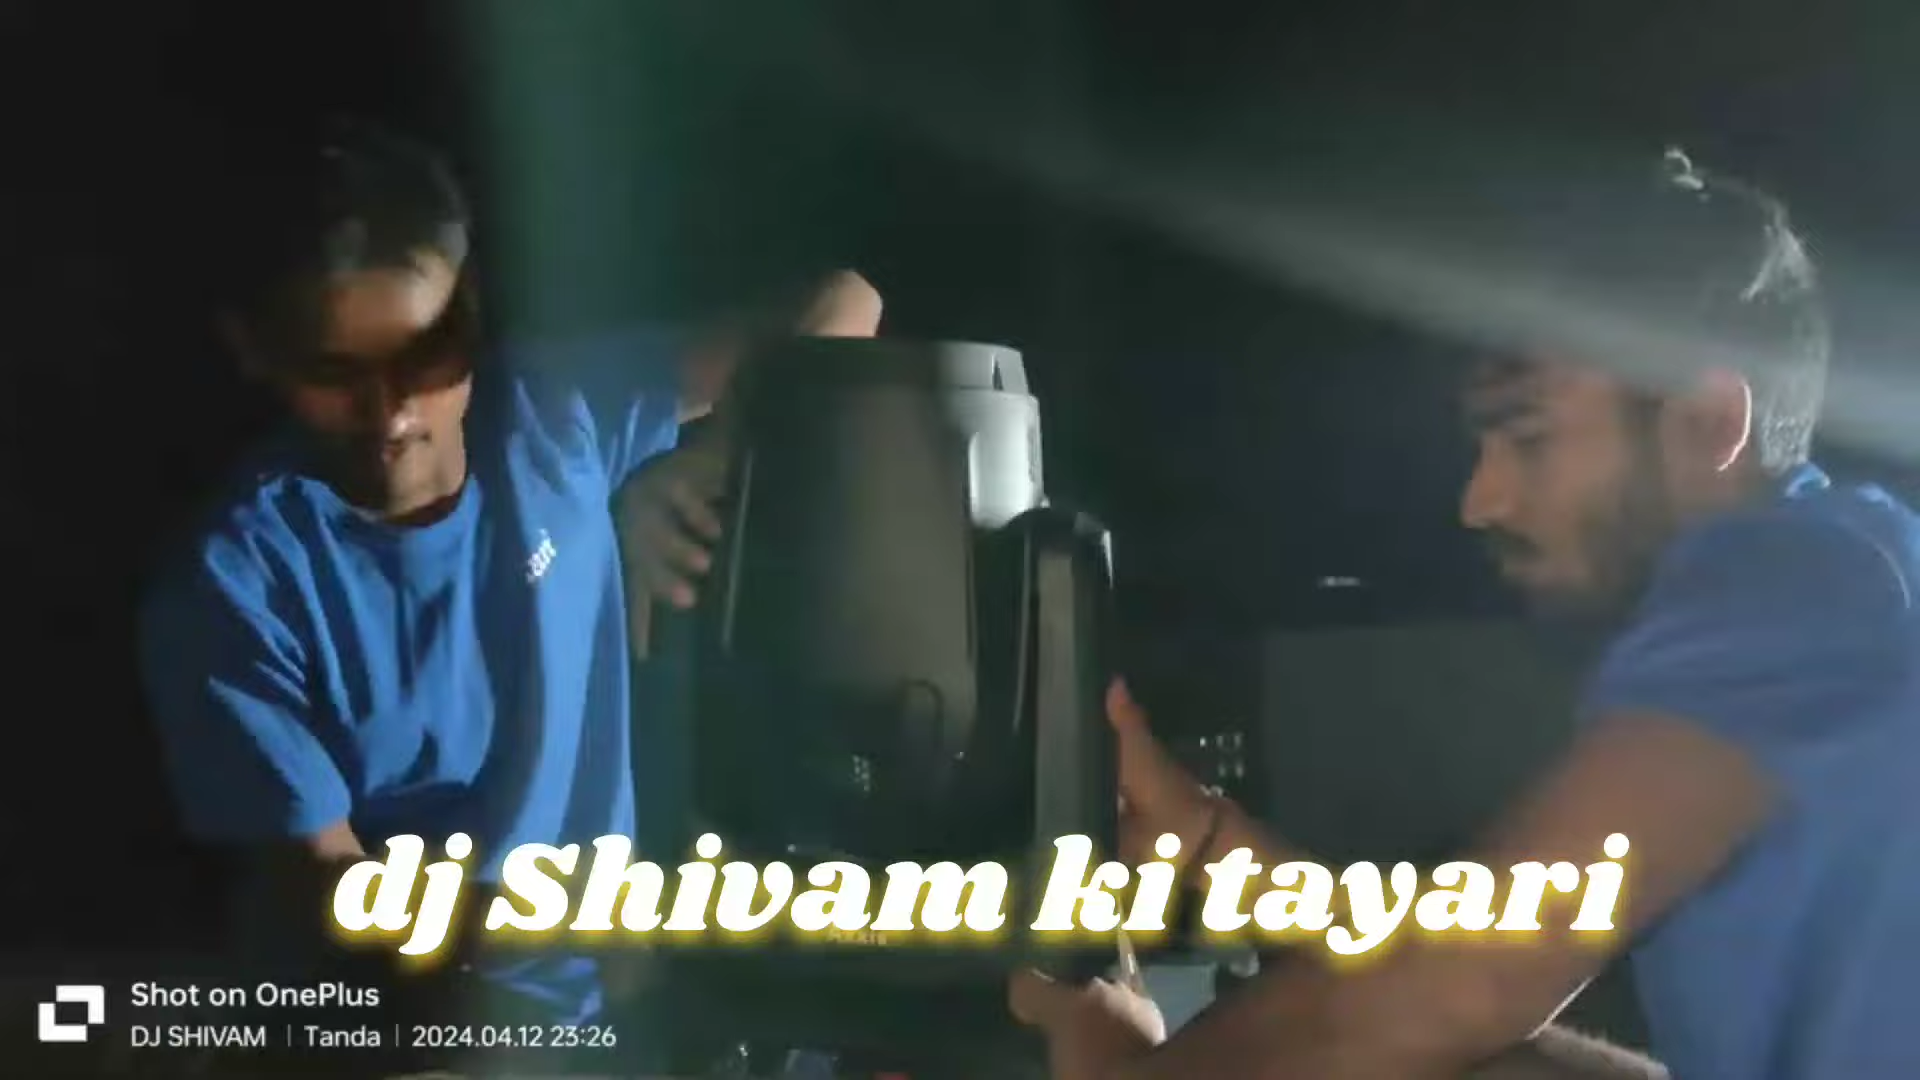 dj Shivam ki tayari
Shot on OnePlus
DJ SHIVAM | Tanda | 2024.04.12 23:26